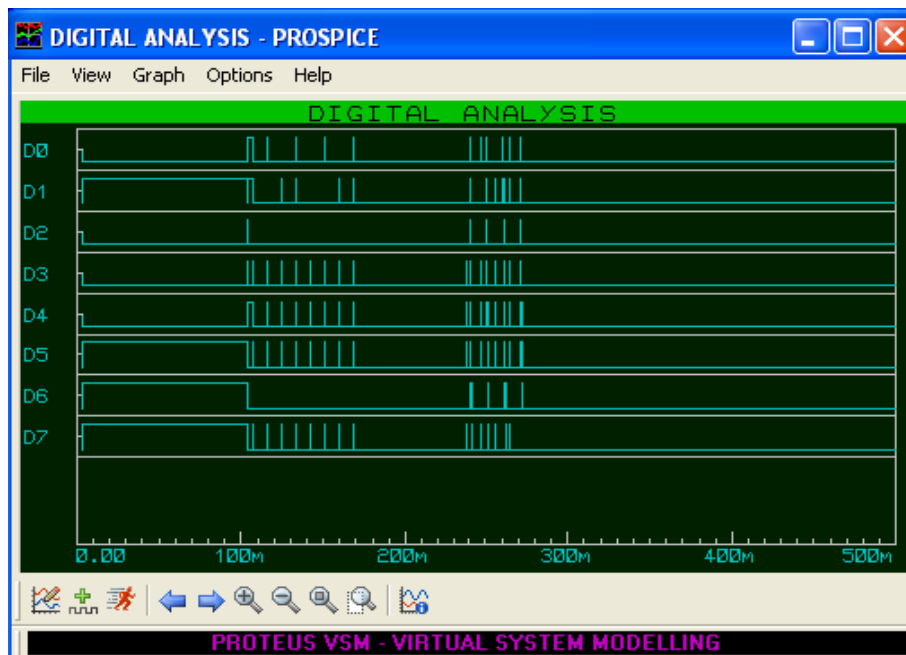 DIGITAL ANALYSIS - PROSPICE
File View Graph Options Help
DIGITAL ANALYSIS
D0
D1
D2
D3
D4
D5
D6
D7
0.00 100m 200m 300m 400m 500m
PROTEUS VSM - VIRTUAL SYSTEM MODELLING